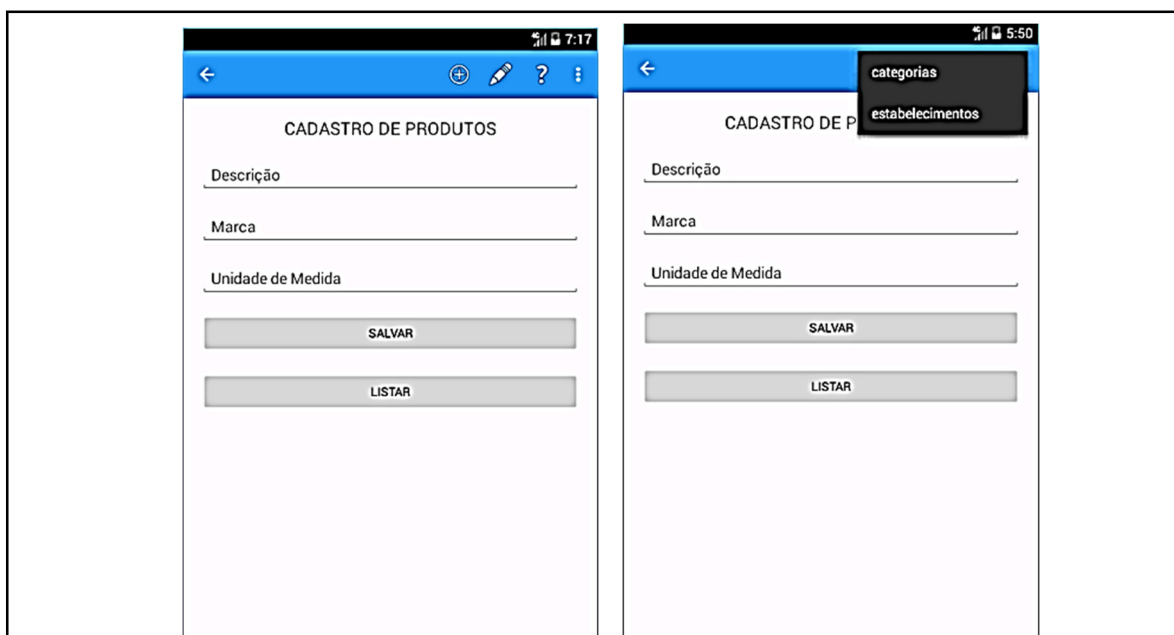 7:17
CADASTRO DE PRODUTOS
Descrição
Marca
Unidade de Medida
SALVAR
LISTAR
5:50
categorias
estabelecimentos
CADASTRO DE P
Descrição
Marca
Unidade de Medida
SALVAR
LISTAR